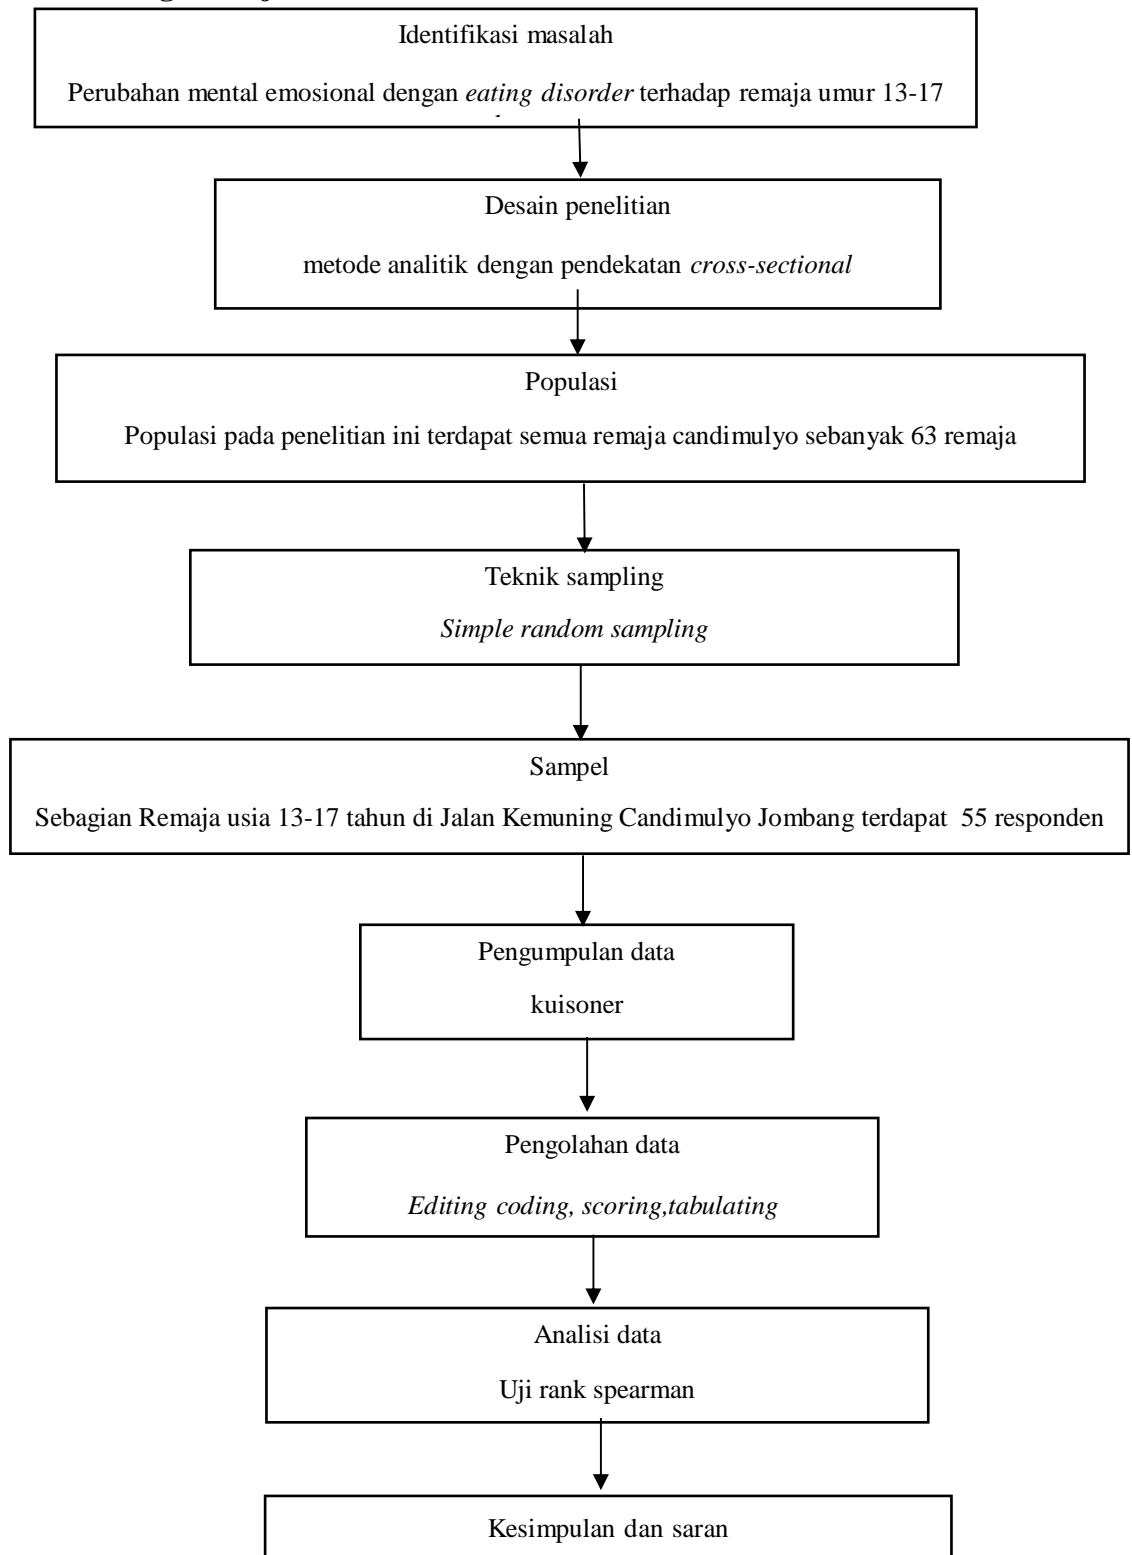 Identifikasi masalah
Perubahan mental emosional dengan eating disorder terhadap remaja umur 13-17
Desain penelitian
metode analitik dengan pendekatan cross-sectional
Populasi
Populasi pada penelitian ini terdapat semua remaja candimulyo sebanyak 63 remaja
Teknik sampling
Simple random sampling
Sampel
Sebagian Remaja usia 13-17 tahun di Jalan Kemuning Candimulyo Jombang terdapat 55 responden
Pengumpulan data
kuisoner
Pengolahan data
Editing coding, scoring,tabulating
Analisi data
Uji rank spearman
Kesimpulan dan saran